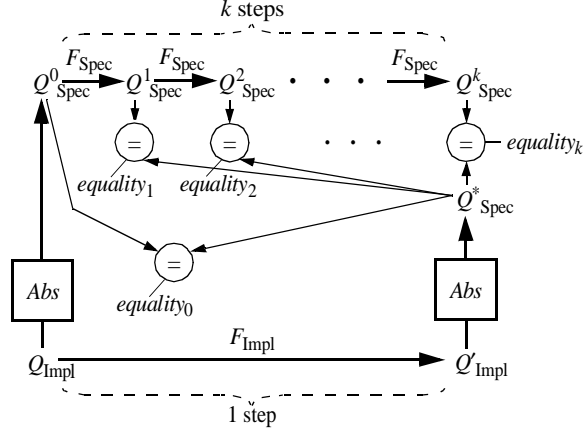 k steps
F_Spec F_Spec F_Spec
Q^0_Spec Q^1_Spec Q^2_Spec · · · Q^k_Spec
= = · · · = equality_k
equality_1 equality_2
Q^*_Spec
=
Abs Abs
equality_0
F_Impl
Q_Impl Q′_Impl
1 step